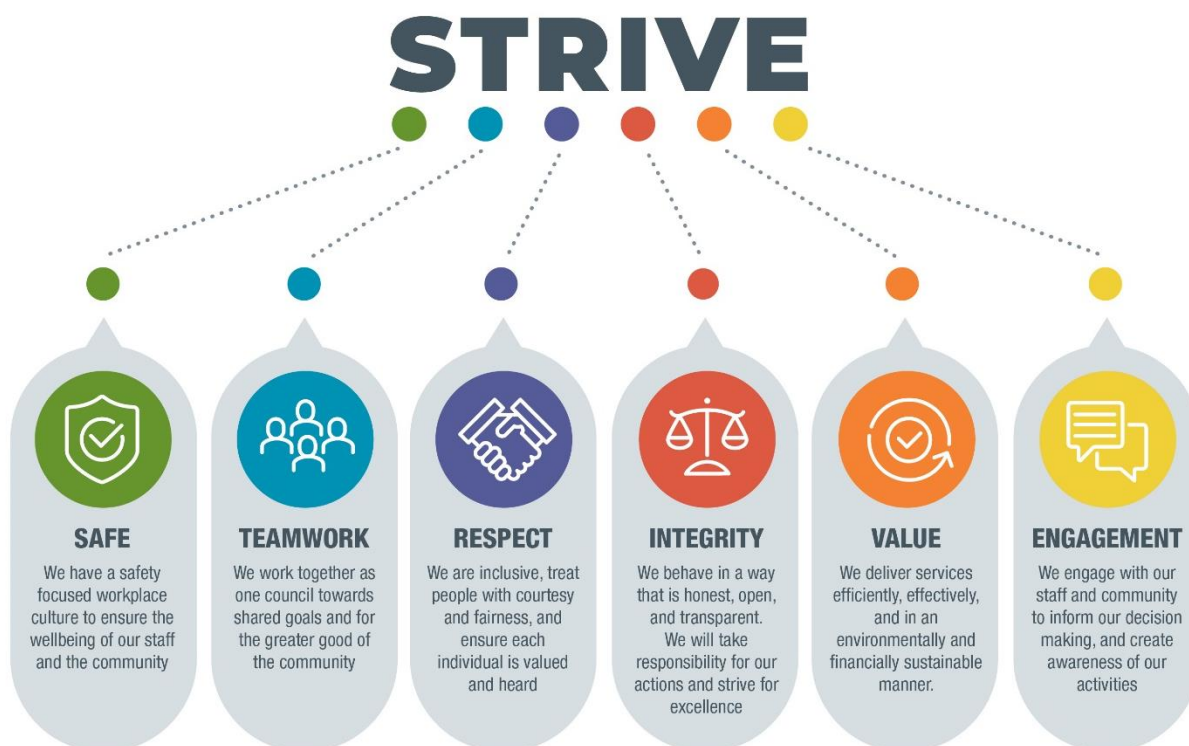 STRIVE
SAFE
We have a safety
focused workplace
culture to ensure the
wellbeing of our staff
and the community
TEAMWORK
We work together as
one council towards
shared goals and for
the greater good of
the community
RESPECT
We are inclusive, treat
people with courtesy
and fairness, and
ensure each
individual is valued
and heard
INTEGRITY
We behave in a way
that is honest, open,
and transparent.
We will take
responsibility for our
actions and strive for
excellence
VALUE
We deliver services
efficiently, effectively,
and in an
environmentally and
financially sustainable
manner.
ENGAGEMENT
We engage with our
staff and community
to inform our decision
making, and create
awareness of our
activities